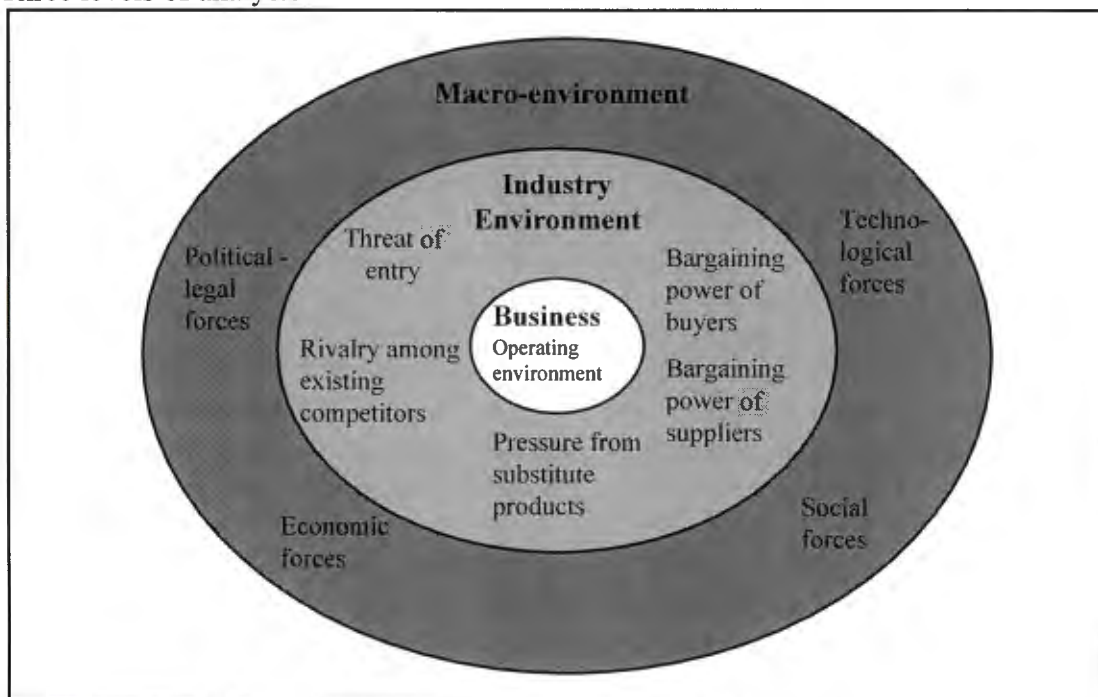 Macro-environment
Industry
Environment
Threat of
entry
Political -
legal
forces
Techno-
logical
forces
Bargaining
power of
buyers
Business
Operating
environment
Rivalry among
existing
competitors
Bargaining
power of
suppliers
Pressure from
substitute
products
Economic
forces
Social
forces